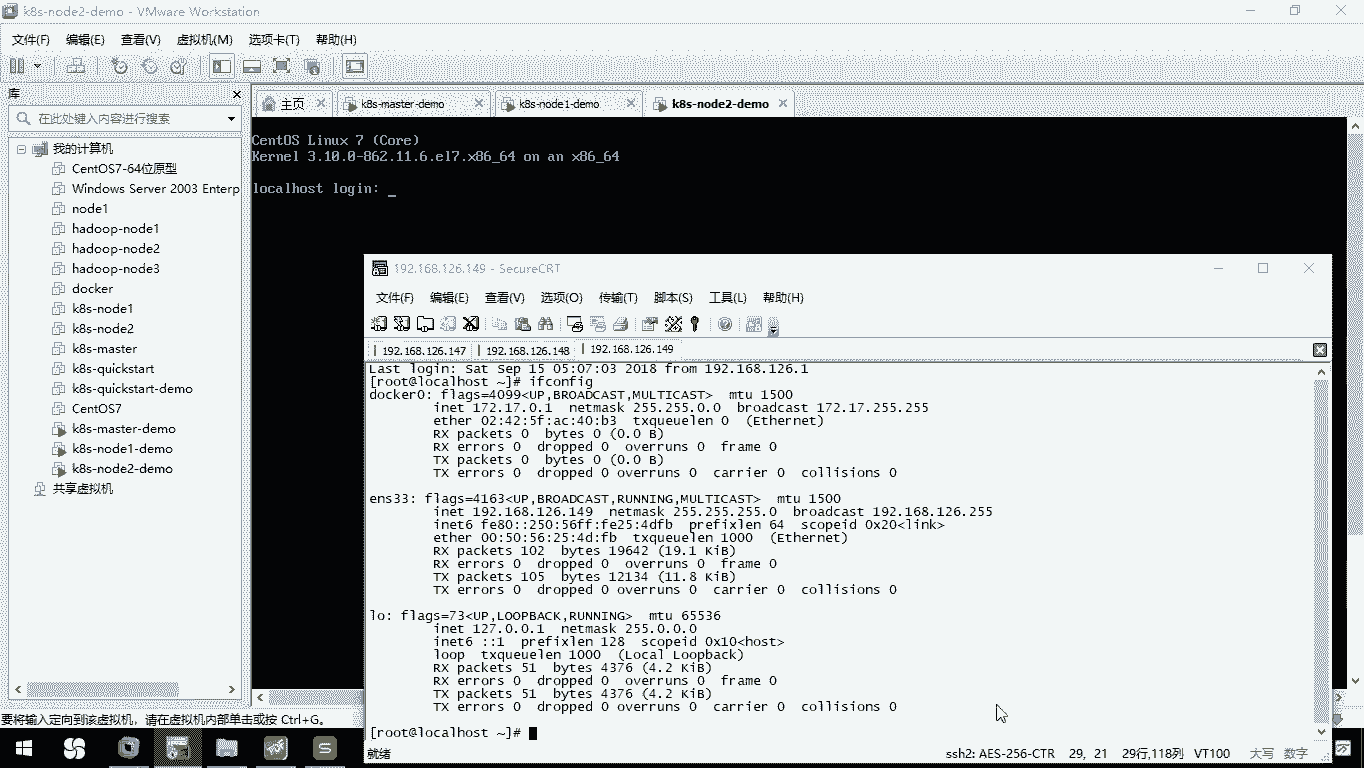 k8s-node2-demo - VMware Workstation
文件(F) 编辑(E) 查看(V) 虚拟机(M) 选项卡(T) 帮助(H)
库
在此处键入内容进行搜索
我的计算机
CentOS7-64位原型
Windows Server 2003 Enterp
node1
hadoop-node1
hadoop-node2
hadoop-node3
docker
k8s-node1
k8s-node2
k8s-master
k8s-quickstart
k8s-quickstart-demo
CentOS7
k8s-master-demo
k8s-node1-demo
k8s-node2-demo
共享虚拟机
主页 k8s-master-demo k8s-node1-demo k8s-node2-demo
CentOS Linux 7 (Core)
Kernel 3.10.0-862.11.6.el7.x86_64 on an x86_64
localhost login: _
192.168.126.149 - SecureCRT
文件(F) 编辑(E) 查看(V) 选项(O) 传输(T) 脚本(S) 工具(L) 帮助(H)
192.168.126.147 192.168.126.148 192.168.126.149
Last login: Sat Sep 15 05:07:03 2018 from 192.168.126.1
[root@localhost ~]# ifconfig
docker0: flags=4099<UP,BROADCAST,MULTICAST> mtu 1500
inet 172.17.0.1 netmask 255.255.0.0 broadcast 172.17.255.255
ether 02:42:5f:ac:40:b3 txqueuelen 0 (Ethernet)
RX packets 0 bytes 0 (0.0 B)
RX errors 0 dropped 0 overruns 0 frame 0
TX packets 0 bytes 0 (0.0 B)
TX errors 0 dropped 0 overruns 0 carrier 0 collisions 0
ens33: flags=4163<UP,BROADCAST,RUNNING,MULTICAST> mtu 1500
inet 192.168.126.149 netmask 255.255.255.0 broadcast 192.168.126.255
inet6 fe80::250:56ff:fe25:4dfb prefixlen 64 scopeid 0x20<link>
ether 00:50:56:25:4d:fb txqueuelen 1000 (Ethernet)
RX packets 102 bytes 19642 (19.1 KiB)
RX errors 0 dropped 0 overruns 0 frame 0
TX packets 105 bytes 12134 (11.8 KiB)
TX errors 0 dropped 0 overruns 0 carrier 0 collisions 0
lo: flags=73<UP,LOOPBACK,RUNNING> mtu 65536
inet 127.0.0.1 netmask 255.0.0.0
inet6 ::1 prefixlen 128 scopeid 0x10<host>
loop txqueuelen 1000 (Local Loopback)
RX packets 51 bytes 4376 (4.2 KiB)
RX errors 0 dropped 0 overruns 0 frame 0
TX packets 51 bytes 4376 (4.2 KiB)
TX errors 0 dropped 0 overruns 0 carrier 0 collisions 0
[root@localhost ~]#
就绪 ssh2: AES-256-CTR 29, 21 29行,118列 VT100 大写 数字
要将输入定向到该虚拟机，请在虚拟机内部单击或按 Ctrl+G。